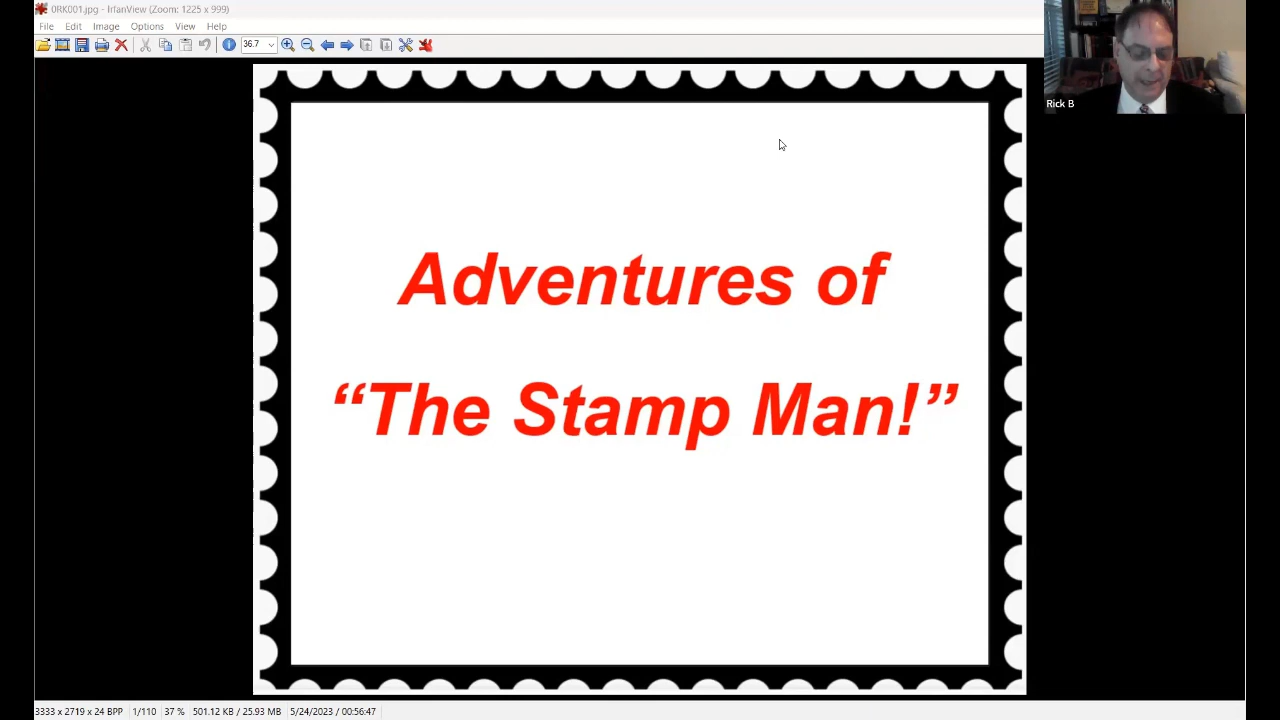 0RK001.jpg - IrfanView (Zoom: 1225 x 999)
File Edit Image Options View Help
36.7
Rick B
Adventures of
“The Stamp Man!”
3333 x 2719 x 24 BPP 1/110 37 % 501.12 KB / 25.93 MB 5/24/2023 / 00:56:47